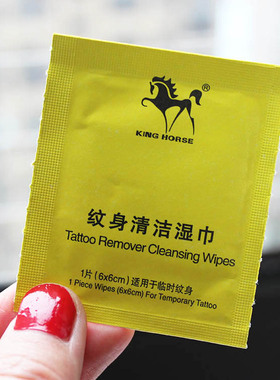 ®
KING HORSE
纹身清洁湿巾
Tattoo Remover Cleansing Wipes
1片(6x6cm)适用于临时纹身
1 Piece Wipes (6x6cm) For Temporary Tattoo